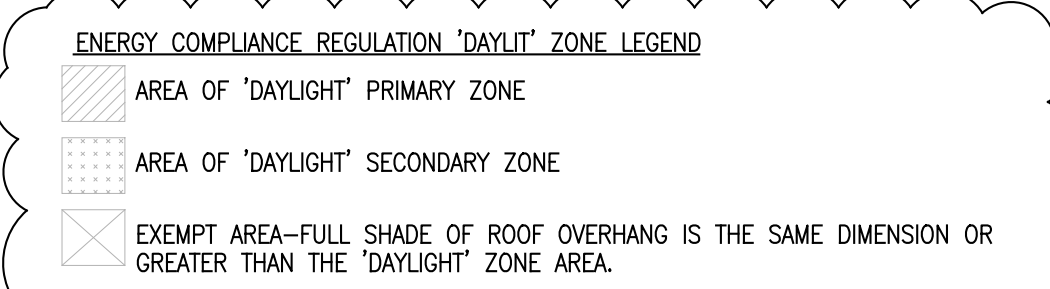 ENERGY COMPLIANCE REGULATION 'DAYLIT' ZONE LEGEND
AREA OF 'DAYLIGHT' PRIMARY ZONE
AREA OF 'DAYLIGHT' SECONDARY ZONE
EXEMPT AREA-FULL SHADE OF ROOF OVERHANG IS THE SAME DIMENSION OR
GREATER THAN THE 'DAYLIGHT' ZONE AREA.